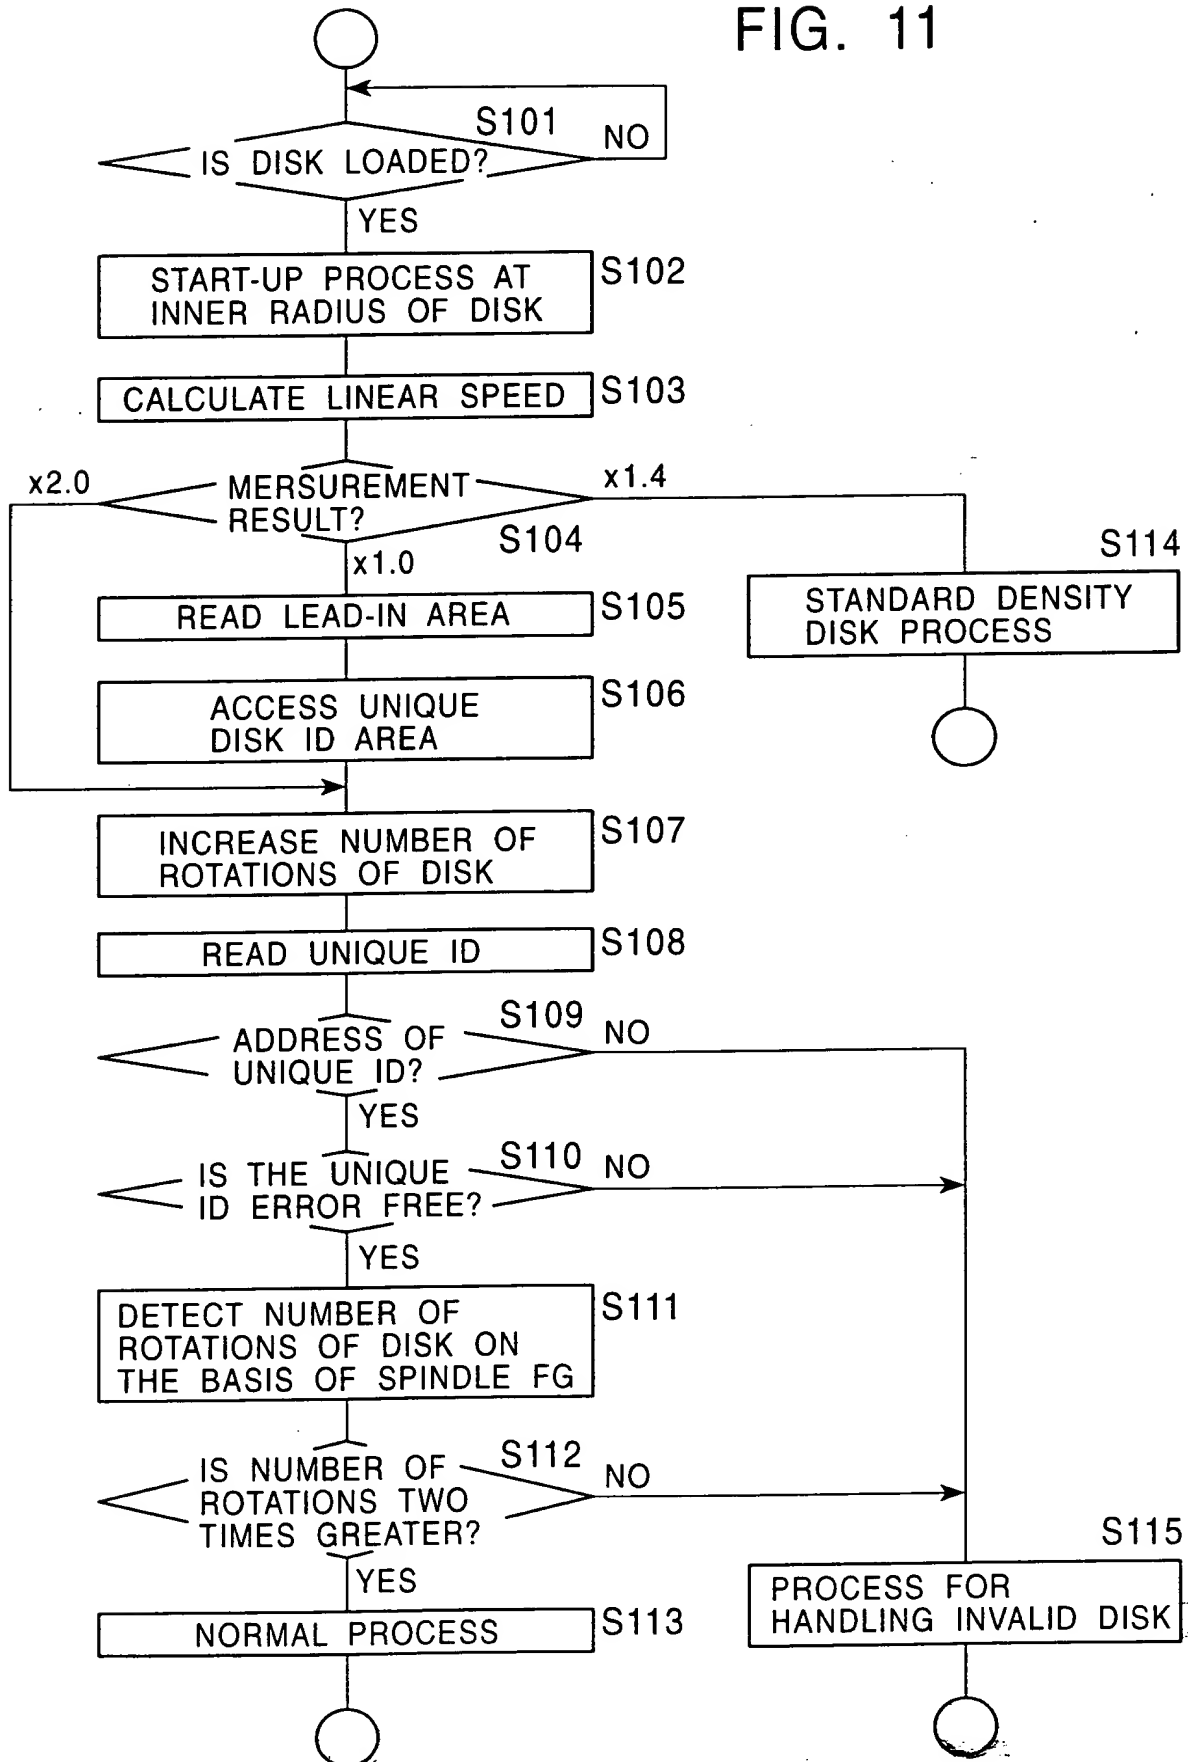 FIG. 11
S101
NO
IS DISK LOADED?
YES
START-UP PROCESS AT
INNER RADIUS OF DISK
S102
CALCULATE LINEAR SPEED
S103
x2.0
MERSUREMENT
RESULT?
x1.4
S104
x1.0
S114
STANDARD DENSITY
DISK PROCESS
READ LEAD-IN AREA
S105
ACCESS UNIQUE
DISK ID AREA
S106
INCREASE NUMBER OF
ROTATIONS OF DISK
S107
READ UNIQUE ID
S108
S109
ADDRESS OF
UNIQUE ID?
NO
YES
S110
IS THE UNIQUE
ID ERROR FREE?
NO
YES
DETECT NUMBER OF
ROTATIONS OF DISK ON
THE BASIS OF SPINDLE FG
S111
S112
IS NUMBER OF
ROTATIONS TWO
TIMES GREATER?
NO
YES
S115
PROCESS FOR
HANDLING INVALID DISK
NORMAL PROCESS
S113